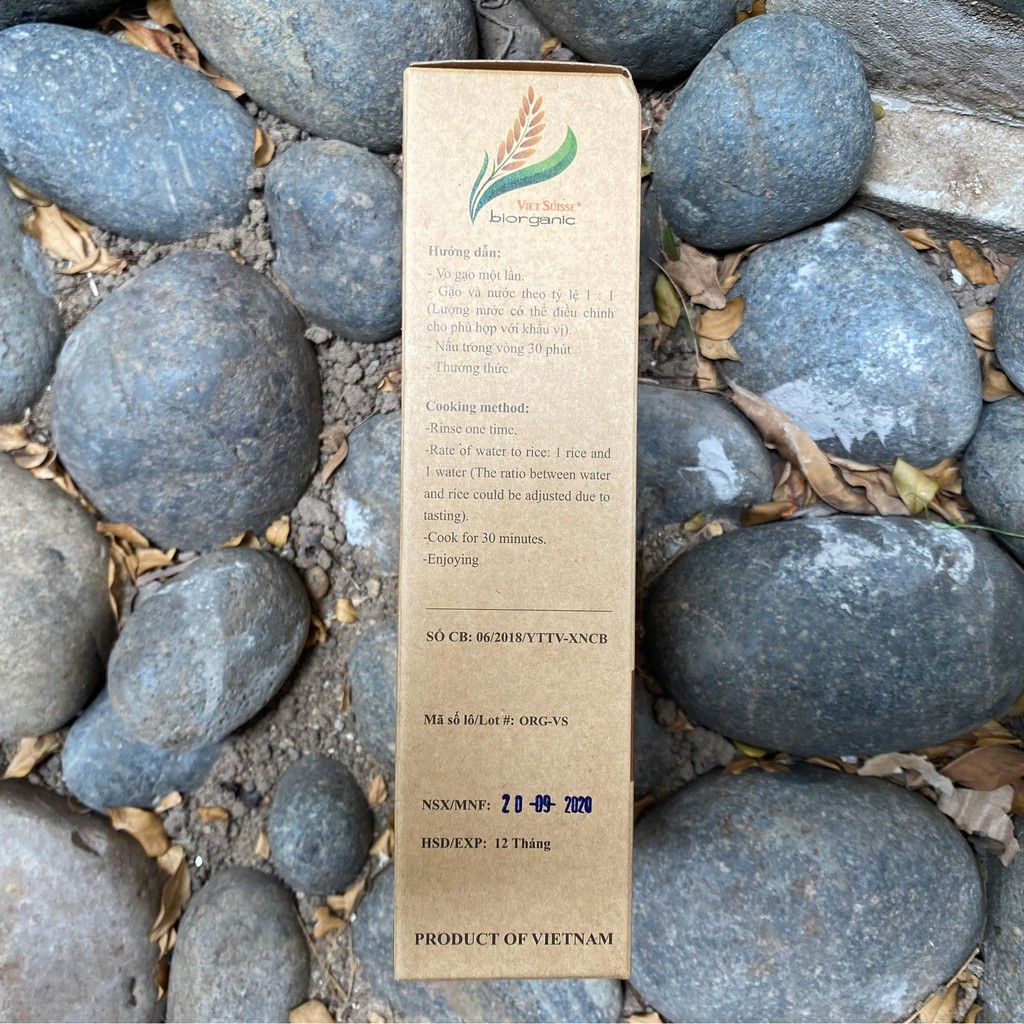 VIET SUISSE®
biorganic
Hướng dẫn:
- Vo gạo một lần.
- Gạo và nước theo tỷ lệ 1 : 1
(Lượng nước có thể điều chỉnh
cho phù hợp với khẩu vị).
- Nấu trong vòng 30 phút
- Thưởng thức
Cooking method:
-Rinse one time.
-Rate of water to rice: 1 rice and
1 water (The ratio between water
and rice could be adjusted due to
tasting).
-Cook for 30 minutes.
-Enjoying
SỐ CB: 06/2018/YTTV-XNCB
Mã số lô/Lot #: ORG-VS
NSX/MNF: 20-09-2020
HSD/EXP: 12 Tháng
PRODUCT OF VIETNAM